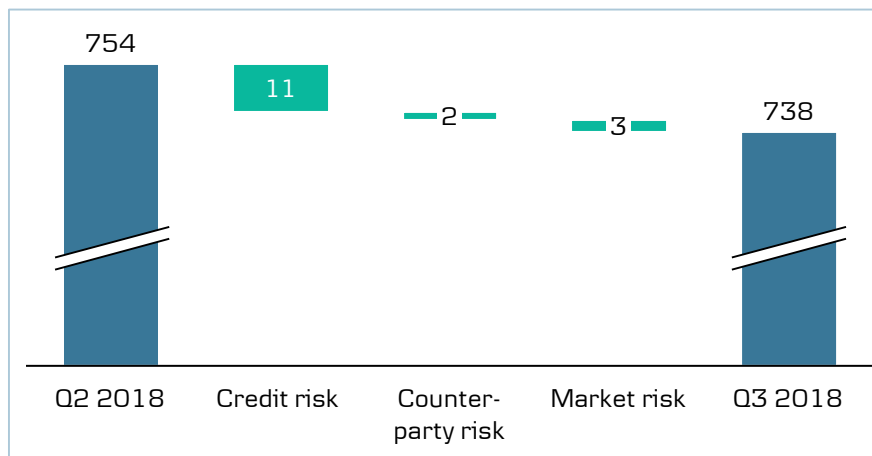 754
11
2
3
738
Q2 2018
Credit risk
Counter-
party risk
Market risk
Q3 2018